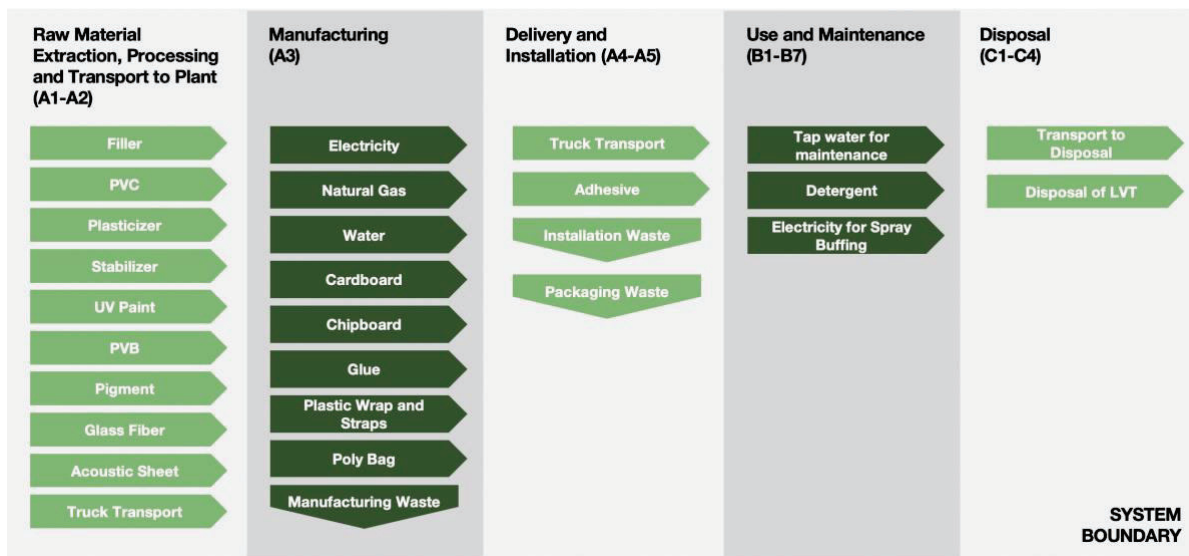 Raw Material
Extraction, Processing
and Transport to Plant
(A1-A2)
Filler
PVC
Plasticizer
Stabilizer
UV Paint
PVB
Pigment
Glass Fiber
Acoustic Sheet
Truck Transport
Manufacturing
(A3)
Electricity
Natural Gas
Water
Cardboard
Chipboard
Glue
Plastic Wrap and
Straps
Poly Bag
Manufacturing Waste
Delivery and
Installation (A4-A5)
Truck Transport
Adhesive
Installation Waste
Packaging Waste
Use and Maintenance
(B1-B7)
Tap water for
maintenance
Detergent
Electricity for Spray
Buffing
Disposal
(C1-C4)
Transport to
Disposal
Disposal of LVT
SYSTEM
BOUNDARY